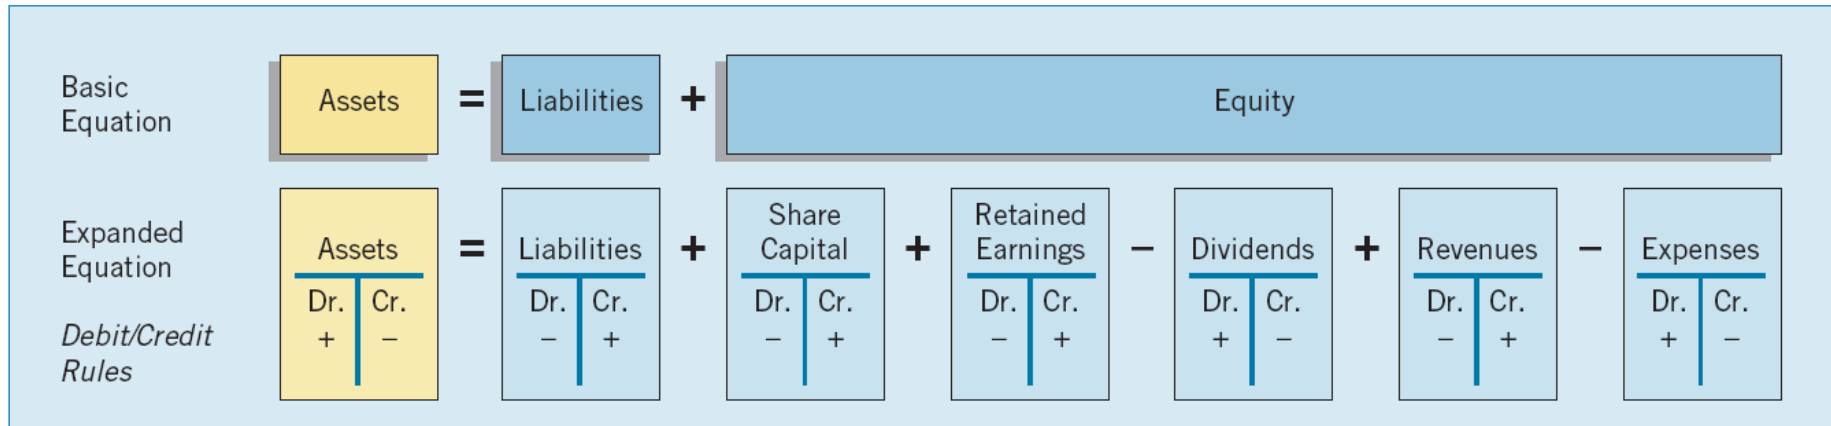 Basic
Equation
Assets = Liabilities + Equity
Expanded
Equation
Assets = Liabilities + Share Capital + Retained Earnings – Dividends + Revenues – Expenses
Debit/Credit
Rules
Dr. Cr. Dr. Cr. Dr. Cr. Dr. Cr. Dr. Cr. Dr. Cr. Dr. Cr.
+ – – + – + – + + – – + + –